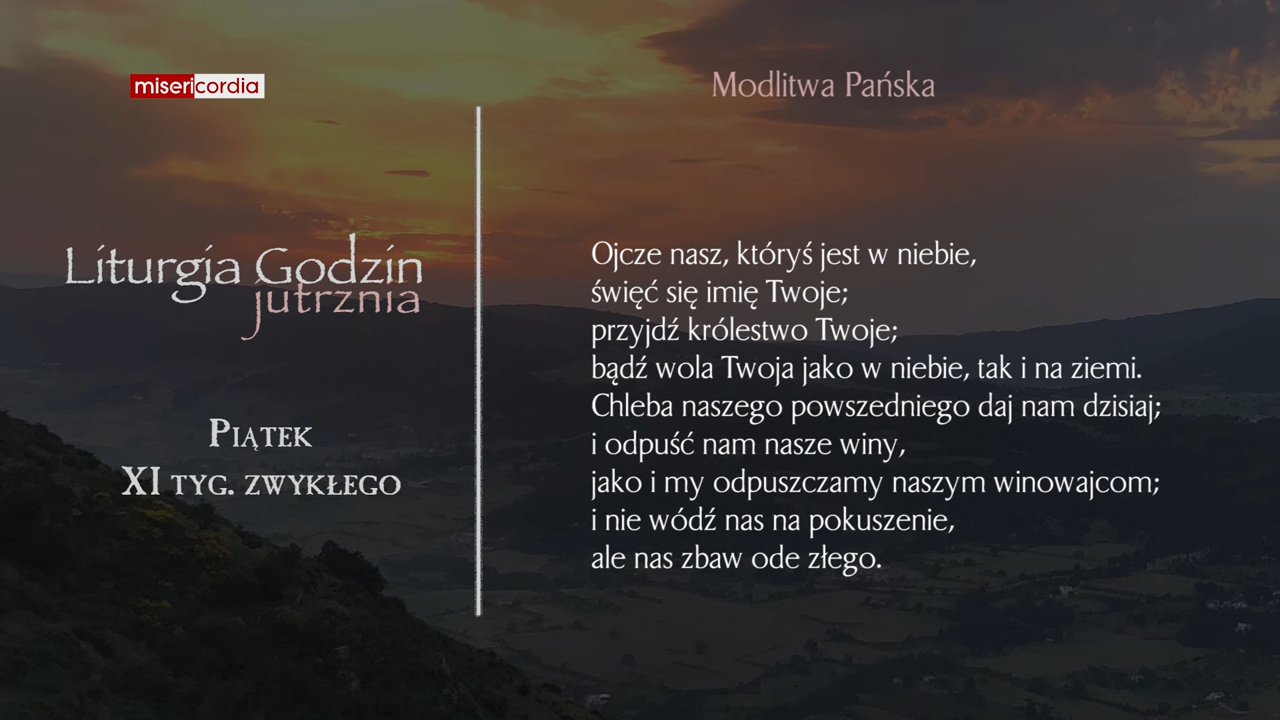 misericordia
Liturgia Godzin
jutrznia
Piątek
XI tyg. zwykłego
Modlitwa Pańska
Ojcze nasz, któryś jest w niebie,
święć się imię Twoje;
przyjdź królestwo Twoje;
bądź wola Twoja jako w niebie, tak i na ziemi.
Chleba naszego powszedniego daj nam dzisiaj;
i odpuść nam nasze winy,
jako i my odpuszczamy naszym winowajcom;
i nie wódź nas na pokuszenie,
ale nas zbaw ode złego.